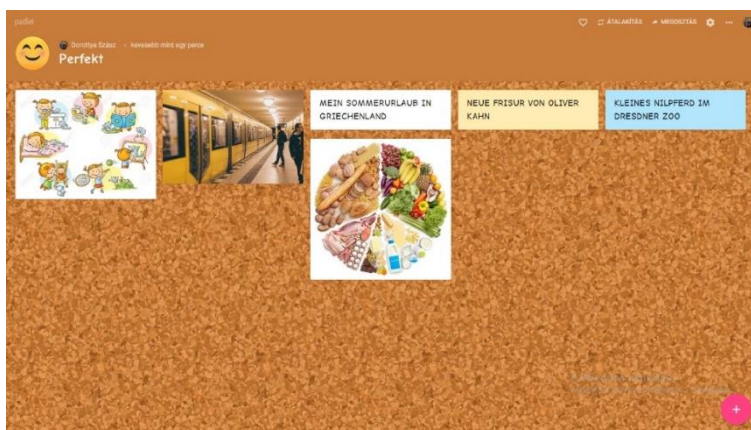 padlet
ÁTALAKÍTÁS
MEGOSZTÁS
Dorottya Szász • kevesebb mint egy perce
Perfekt
MEIN SOMMERURLAUB IN
GRIECHENLAND
NEUE FRISUR VON OLIVER
KAHN
KLEINES NILPFERD IM
DRESDNER ZOO